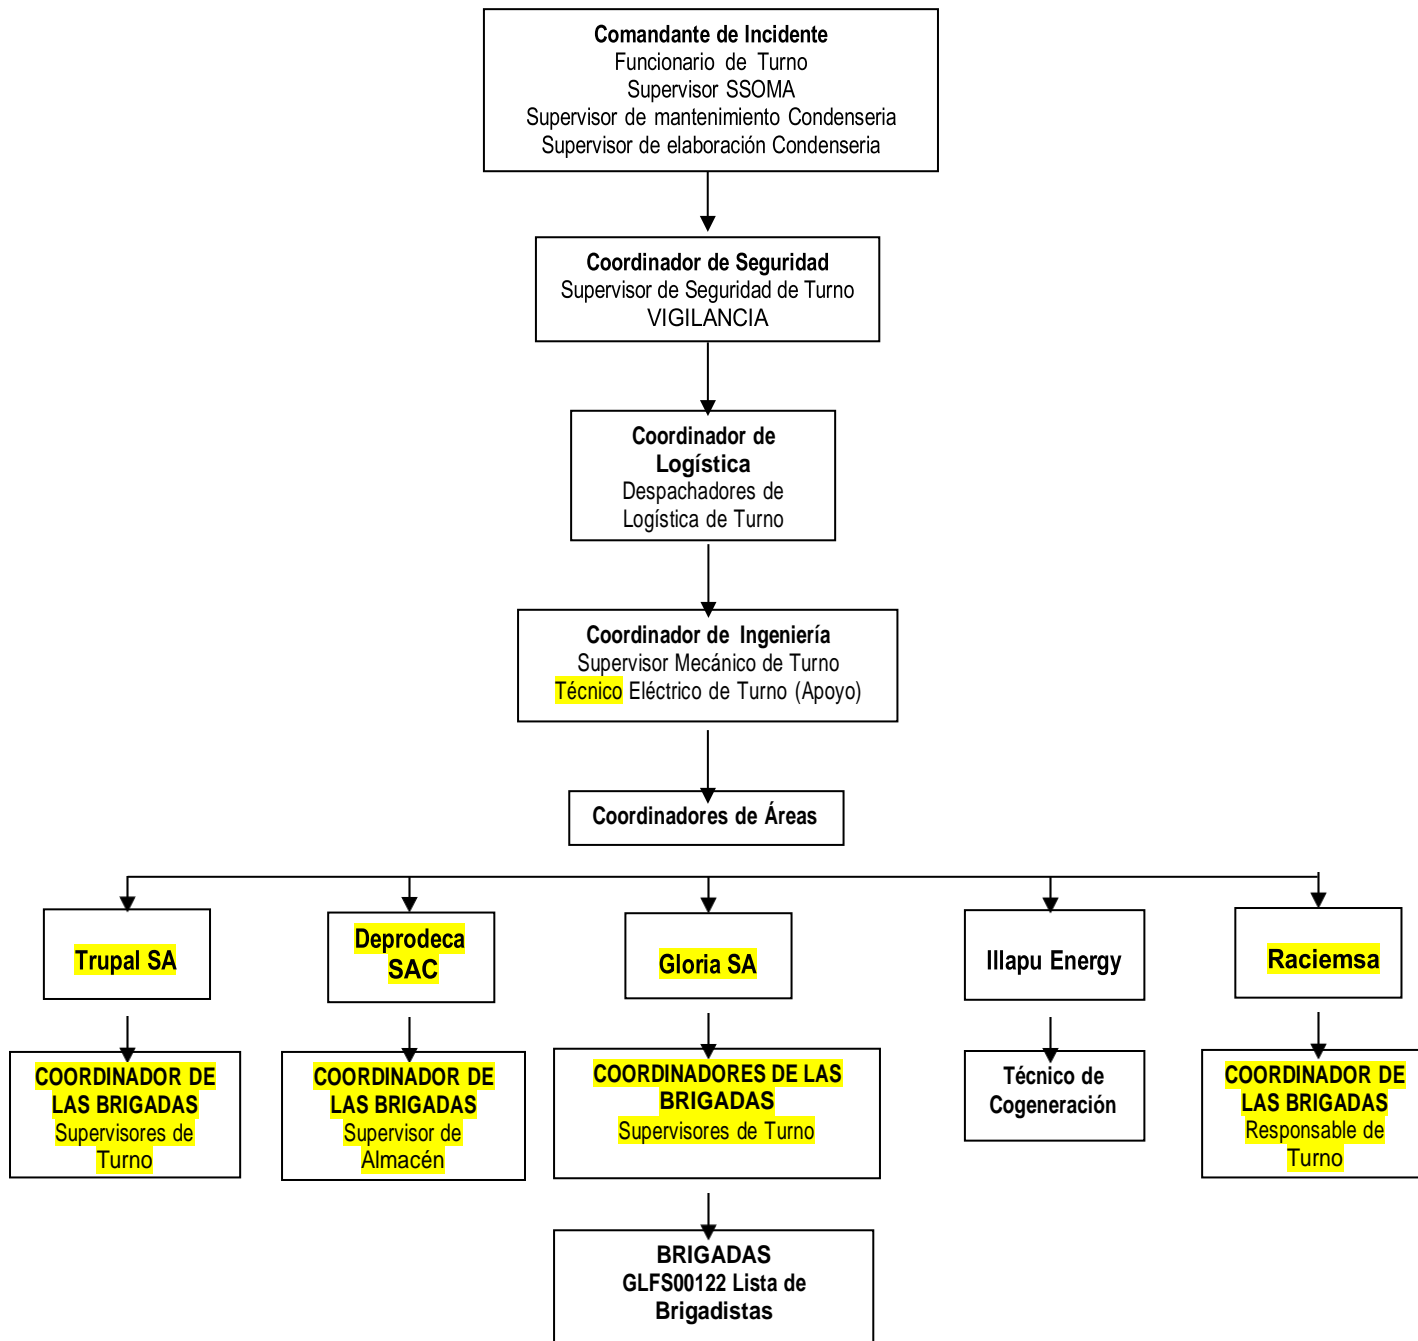 Comandante de Incidente
Funcionario de Turno
Supervisor SSOMA
Supervisor de mantenimiento Condenseria
Supervisor de elaboración Condenseria
Coordinador de Seguridad
Supervisor de Seguridad de Turno
VIGILANCIA
Coordinador de
Logística
Despachadores de
Logística de Turno
Coordinador de Ingeniería
Supervisor Mecánico de Turno
Técnico Eléctrico de Turno (Apoyo)
Coordinadores de Áreas
Trupal SA
Deprodeca
SAC
Gloria SA
Illapu Energy
Raciemsa
COORDINADOR DE
LAS BRIGADAS
Supervisores de
Turno
COORDINADOR DE
LAS BRIGADAS
Supervisor de
Almacén
COORDINADORES DE LAS
BRIGADAS
Supervisores de Turno
Técnico de
Cogeneración
COORDINADOR DE
LAS BRIGADAS
Responsable de
Turno
BRIGADAS
GLFS00122 Lista de
Brigadistas